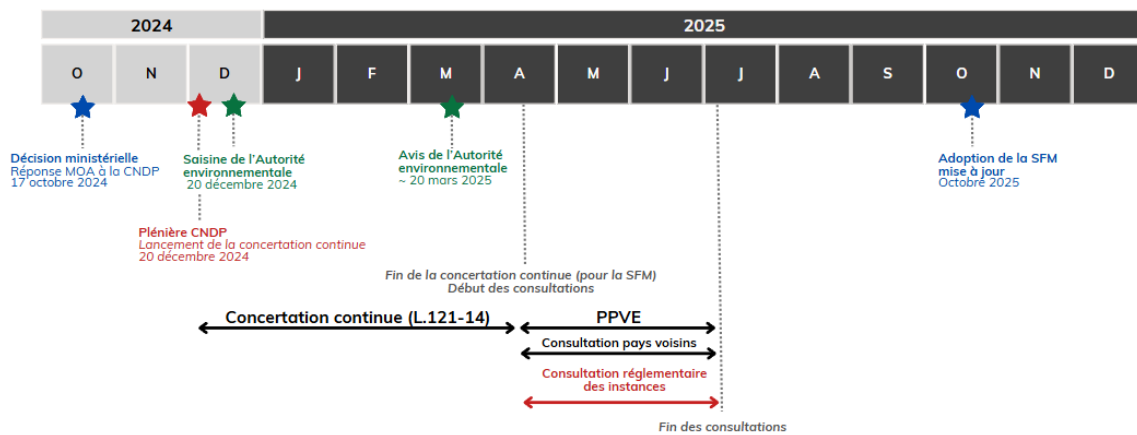 2024
2025
O N D J F M A M J J A S O N D
Décision ministérielle
Réponse MOA à la CNDP
17 octobre 2024
Saisine de l'Autorité
environnementale
20 décembre 2024
Avis de l'Autorité
environnementale
~ 20 mars 2025
Adoption de la SFM
mise à jour
Octobre 2025
Plénière CNDP
Lancement de la concertation continue
20 décembre 2024
Fin de la concertation continue (pour la SFM)
Début des consultations
Concertation continue (L.121-14)
PPVE
Consultation pays voisins
Consultation réglementaire
des instances
Fin des consultations